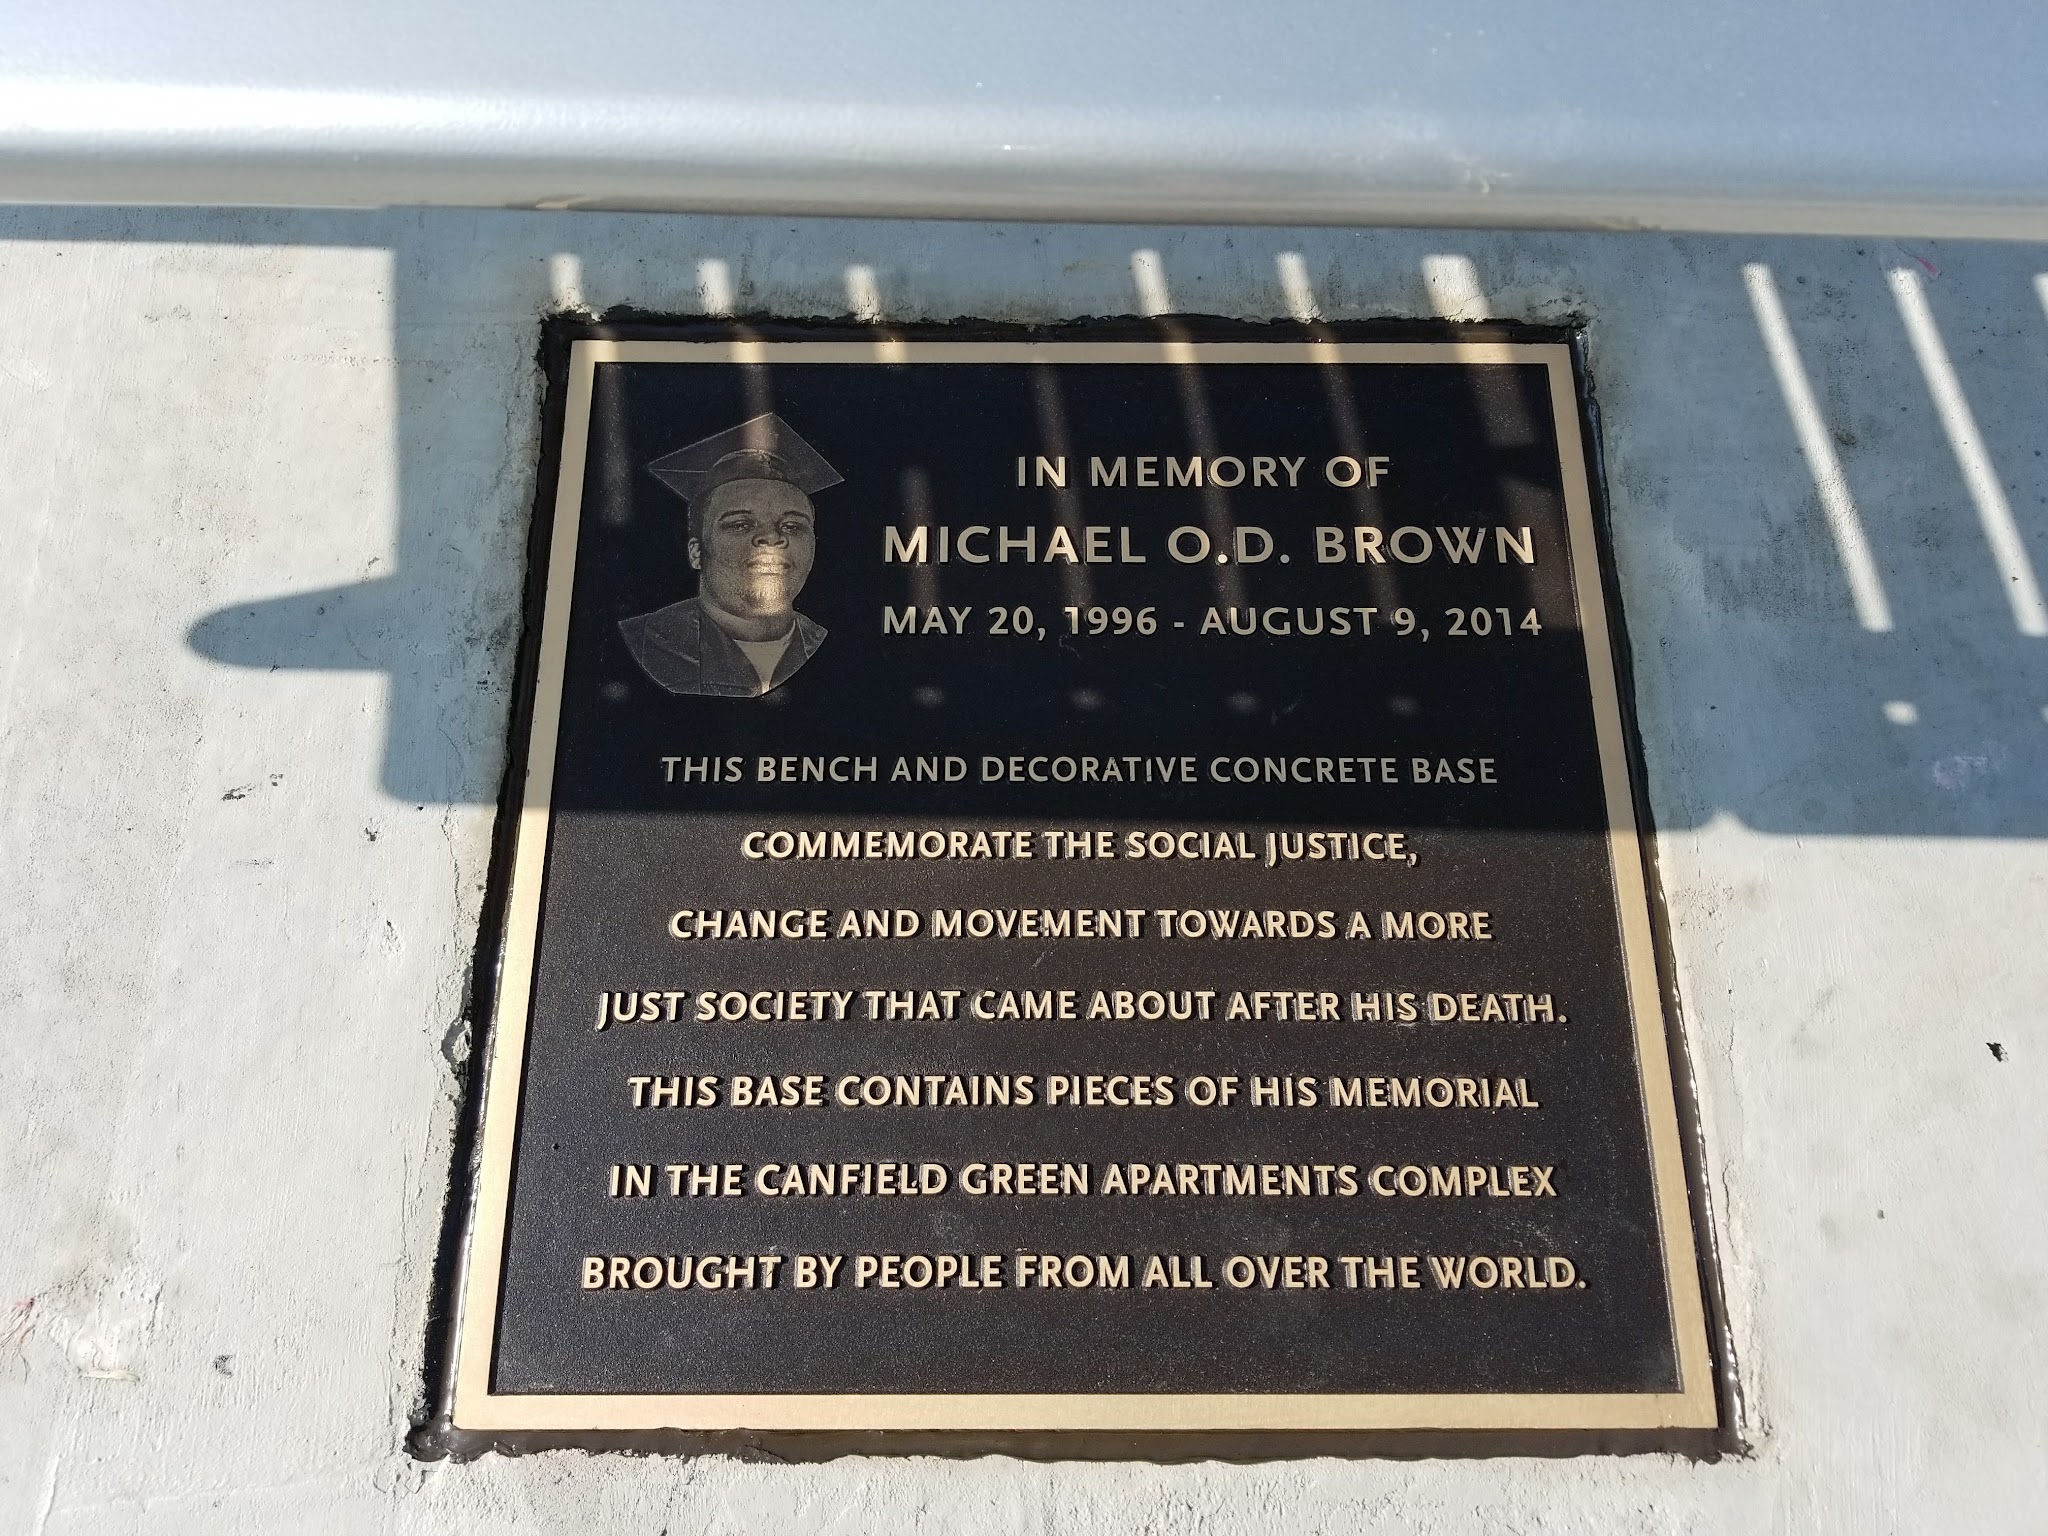 IN MEMORY OF
MICHAEL O.D. BROWN
MAY 20, 1996 - AUGUST 9, 2014
THIS BENCH AND DECORATIVE CONCRETE BASE
COMMEMORATE THE SOCIAL JUSTICE,
CHANGE AND MOVEMENT TOWARDS A MORE
JUST SOCIETY THAT CAME ABOUT AFTER HIS DEATH.
THIS BASE CONTAINS PIECES OF HIS MEMORIAL
IN THE CANFIELD GREEN APARTMENTS COMPLEX
BROUGHT BY PEOPLE FROM ALL OVER THE WORLD.